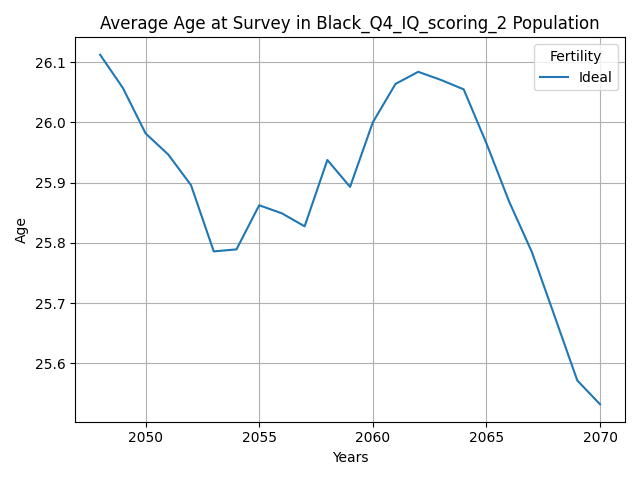 Average Age at Survey in Black_Q4_IQ_scoring_2 Population
Fertility
Ideal
26.1
26.0
25.9
25.8
25.7
25.6
Age
2050 2055 2060 2065 2070
Years